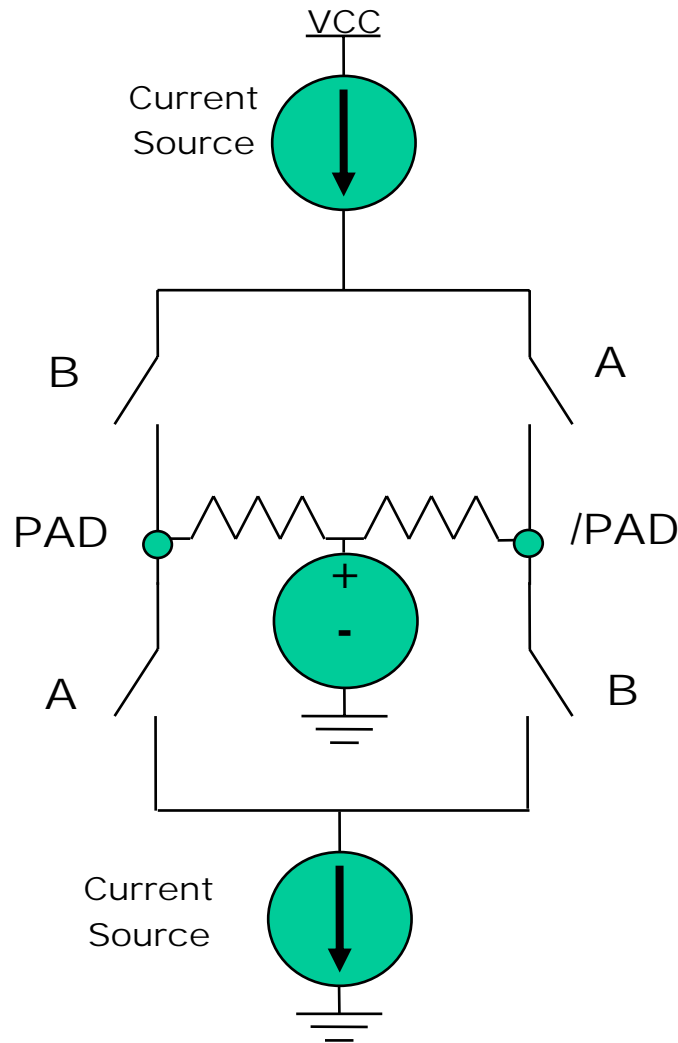 VCC
Current
Source
B
A
PAD
/PAD
+
-
A
B
Current
Source